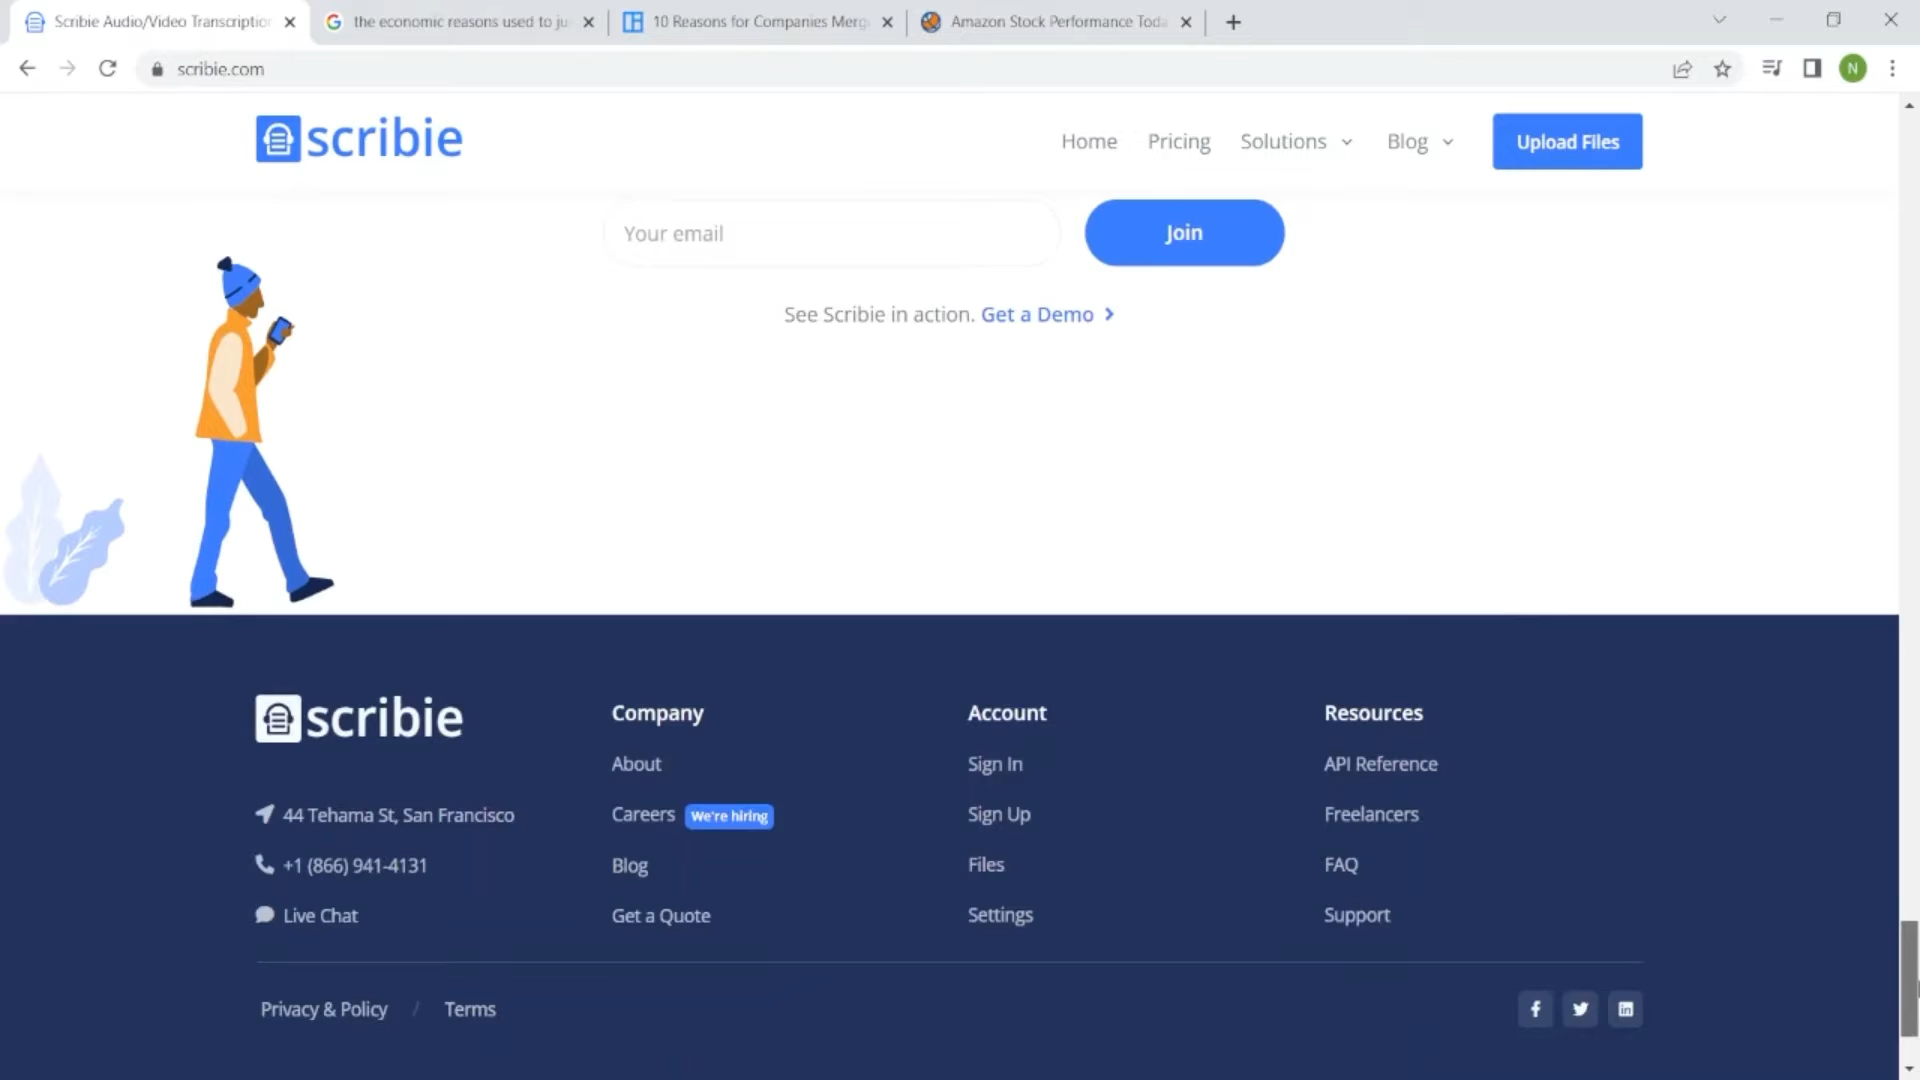 Scribie Audio/Video Transcription
the economic reasons used to ju
10 Reasons for Companies Merg
Amazon Stock Performance Toda
scribie.com
N
scribie
Home
Pricing
Solutions
Blog
Upload Files
Your email
Join
See Scribie in action. Get a Demo
scribie
44 Tehama St, San Francisco
+1 (866) 941-4131
Live Chat
Company
About
Careers We're hiring
Blog
Get a Quote
Account
Sign In
Sign Up
Files
Settings
Resources
API Reference
Freelancers
FAQ
Support
Privacy & Policy / Terms